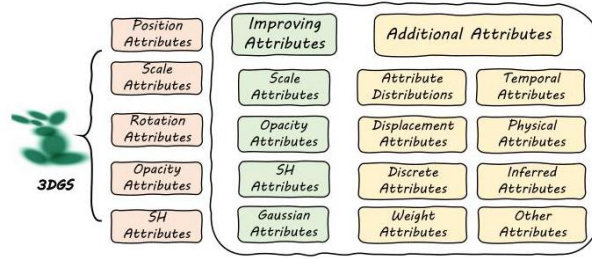 3DGS
Position
Attributes
Scale
Attributes
Rotation
Attributes
Opacity
Attributes
SH
Attributes
Improving
Attributes
Scale
Attributes
Opacity
Attributes
SH
Attributes
Gaussian
Attributes
Additional Attributes
Attribute
Distributions
Temporal
Attributes
Displacement
Attributes
Physical
Attributes
Discrete
Attributes
Inferred
Attributes
Weight
Attributes
Other
Attributes